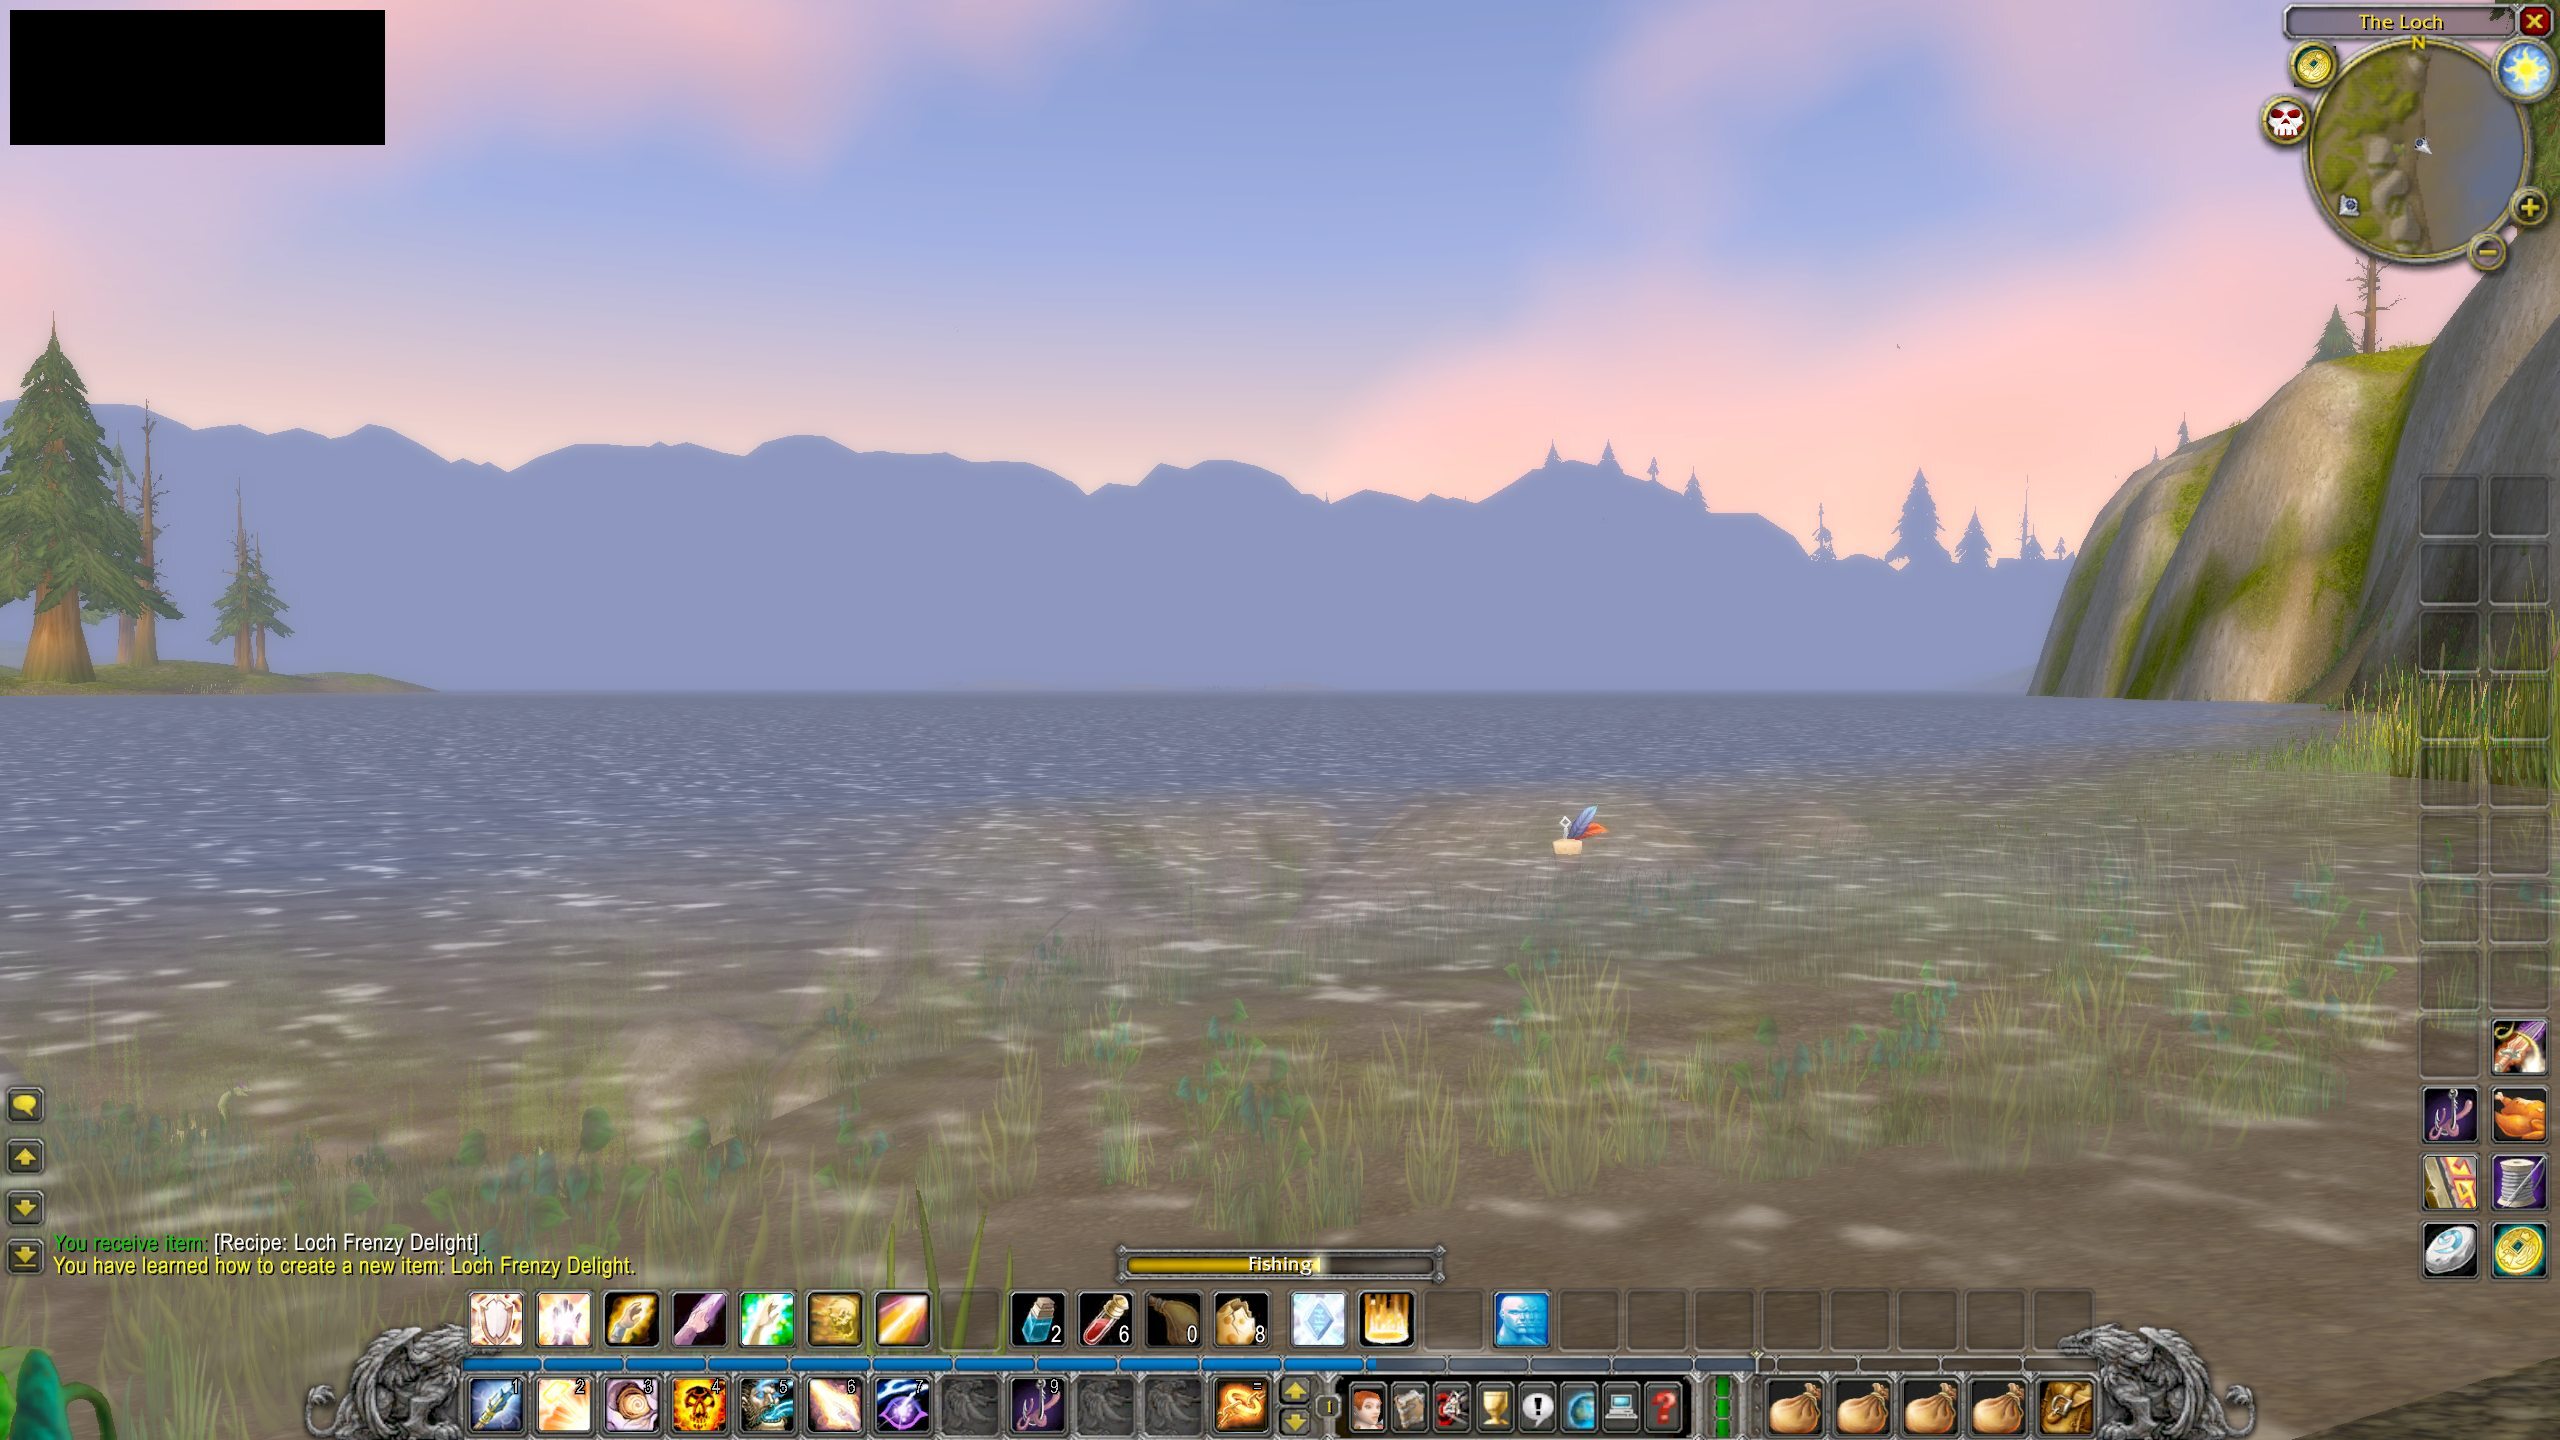 The Loch
N
You receive item: [Recipe: Loch Frenzy Delight].
You have learned how to create a new item: Loch Frenzy Delight.
Fishing
2
6
0
8
1
2
3
4
5
6
7
9
=
1